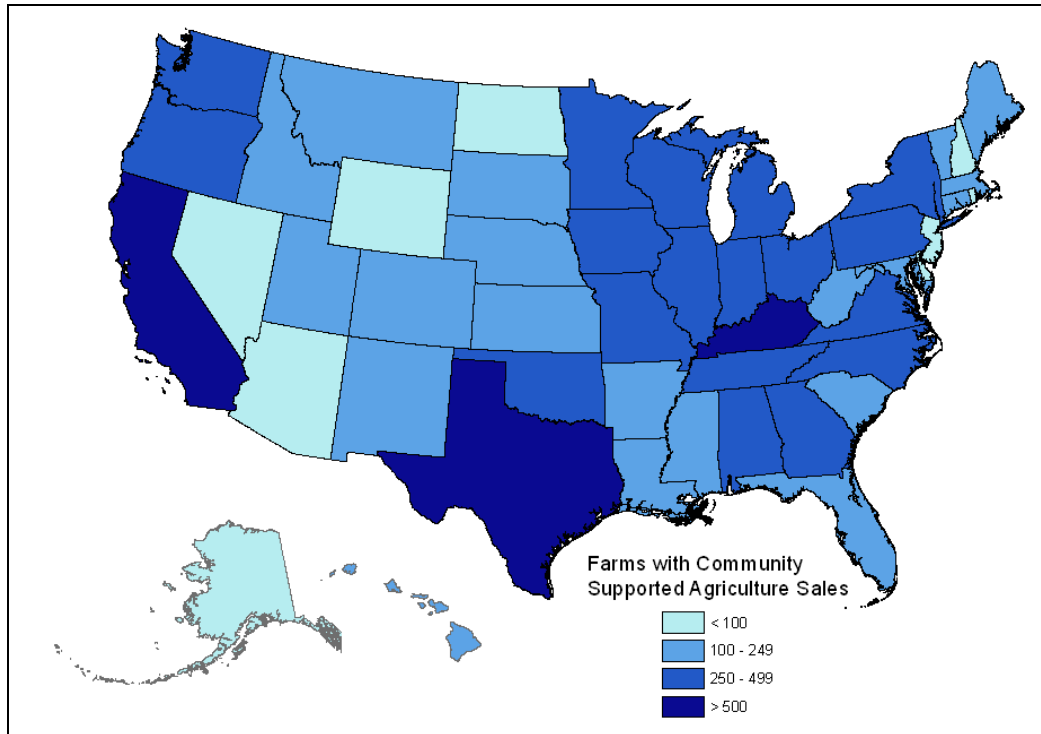 Farms with Community
Supported Agriculture Sales
< 100
100 - 249
250 - 499
> 500